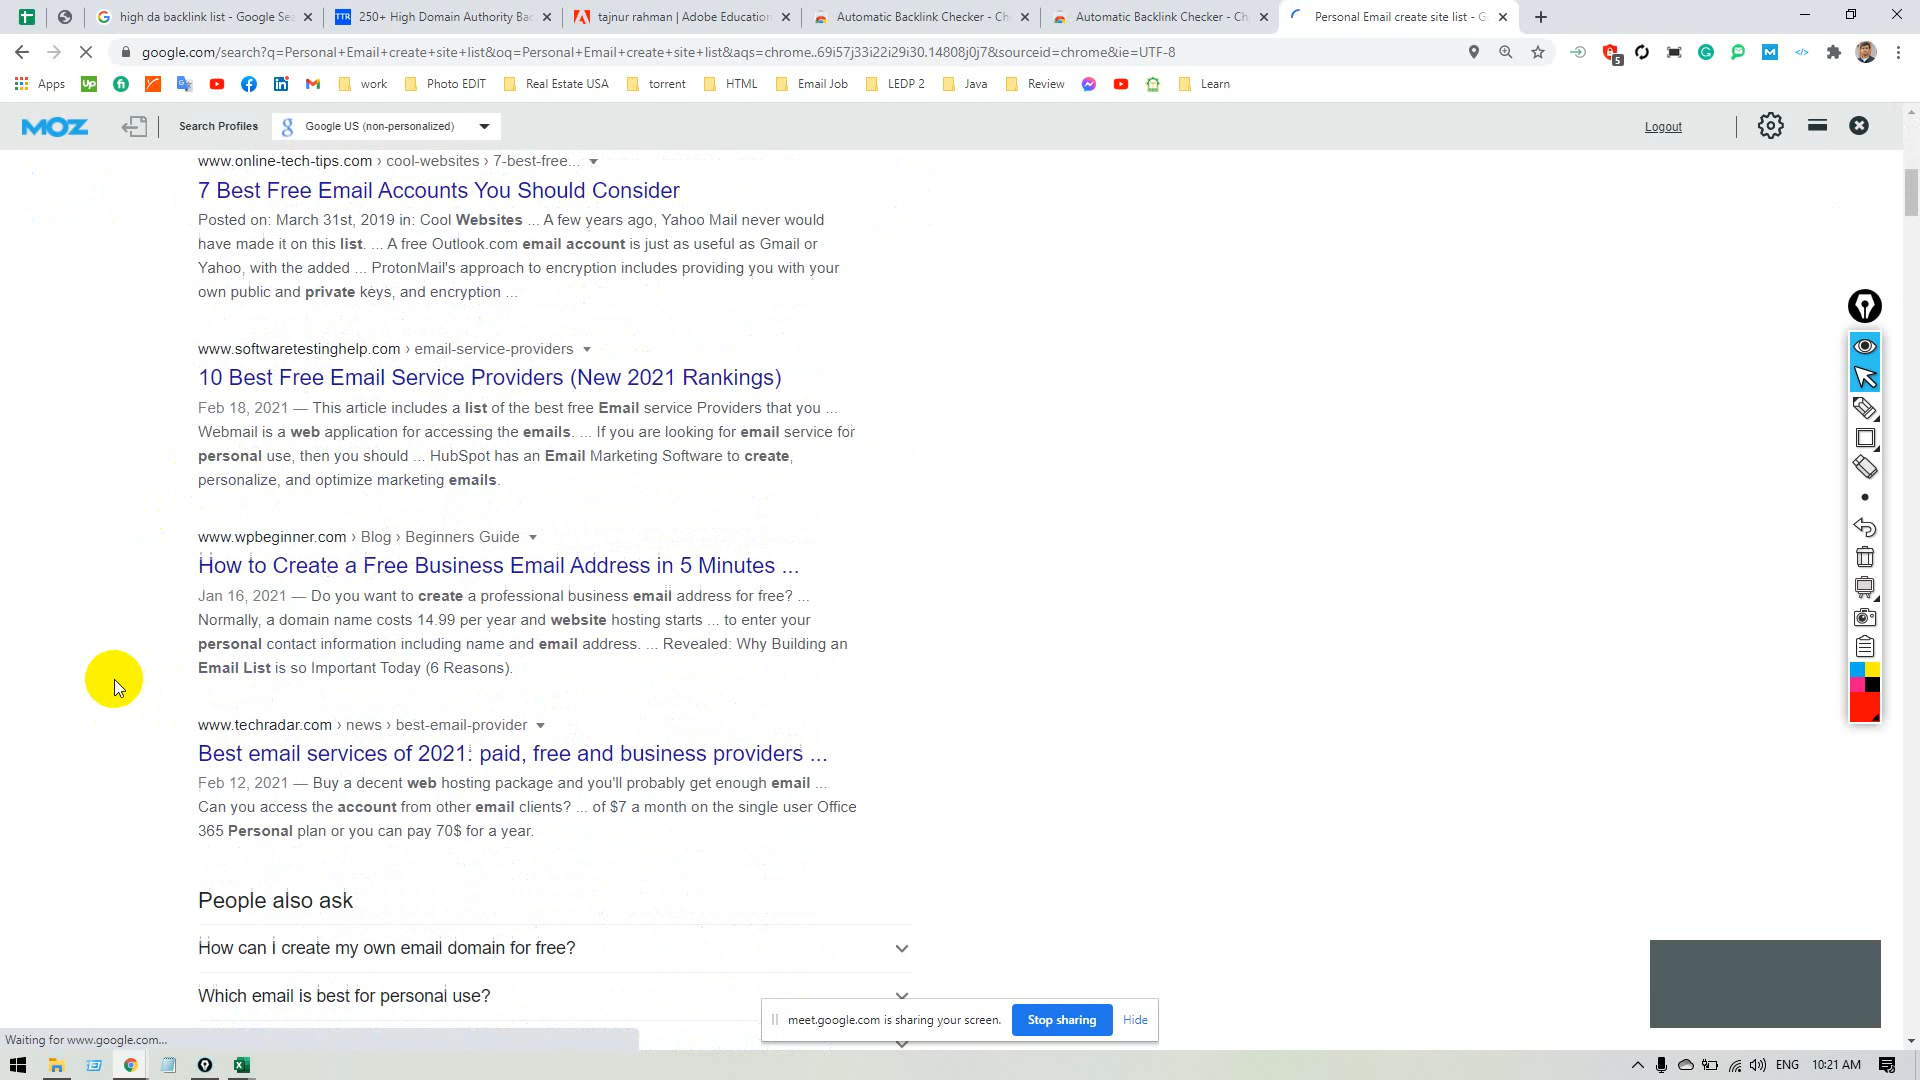 high da backlink list - Google Sea
250+ High Domain Authority Bac
tajnur rahman | Adobe Education
Automatic Backlink Checker - Ch
Automatic Backlink Checker - Ch
Personal Email create site list - G
google.com/search?q=Personal+Email+create+site+list&oq=Personal+Email+create+site+list&aqs=chrome..69i57j33i22i29i30.14808j0j7&sourceid=chrome&ie=UTF-8
5
Apps
work
Photo EDIT
Real Estate USA
torrent
HTML
Email Job
LEDP 2
Java
Review
Learn
MOZ
Search Profiles
Google US (non-personalized)
Logout
www.online-tech-tips.com › cool-websites › 7-best-free...
7 Best Free Email Accounts You Should Consider
Posted on: March 31st, 2019 in: Cool Websites ... A few years ago, Yahoo Mail never would
have made it on this list. ... A free Outlook.com email account is just as useful as Gmail or
Yahoo, with the added ... ProtonMail's approach to encryption includes providing you with your
own public and private keys, and encryption ...
www.softwaretestinghelp.com › email-service-providers
10 Best Free Email Service Providers (New 2021 Rankings)
Feb 18, 2021 — This article includes a list of the best free Email service Providers that you ...
Webmail is a web application for accessing the emails. ... If you are looking for email service for
personal use, then you should ... HubSpot has an Email Marketing Software to create,
personalize, and optimize marketing emails.
www.wpbeginner.com › Blog › Beginners Guide
How to Create a Free Business Email Address in 5 Minutes ...
Jan 16, 2021 — Do you want to create a professional business email address for free? ...
Normally, a domain name costs 14.99 per year and website hosting starts ... to enter your
personal contact information including name and email address. ... Revealed: Why Building an
Email List is so Important Today (6 Reasons).
www.techradar.com › news › best-email-provider
Best email services of 2021: paid, free and business providers ...
Feb 12, 2021 — Buy a decent web hosting package and you'll probably get enough email ...
Can you access the account from other email clients? ... of $7 a month on the single user Office
365 Personal plan or you can pay 70$ for a year.
People also ask
How can I create my own email domain for free?
Which email is best for personal use?
meet.google.com is sharing your screen.
Stop sharing
Hide
Waiting for www.google.com...
ENG
10:21 AM